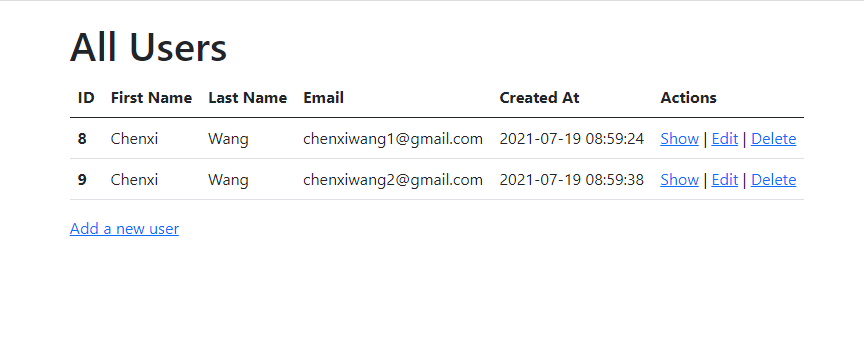 All Users
ID First Name Last Name Email Created At Actions
8 Chenxi Wang chenxiwang1@gmail.com 2021-07-19 08:59:24 Show | Edit | Delete
9 Chenxi Wang chenxiwang2@gmail.com 2021-07-19 08:59:38 Show | Edit | Delete
Add a new user